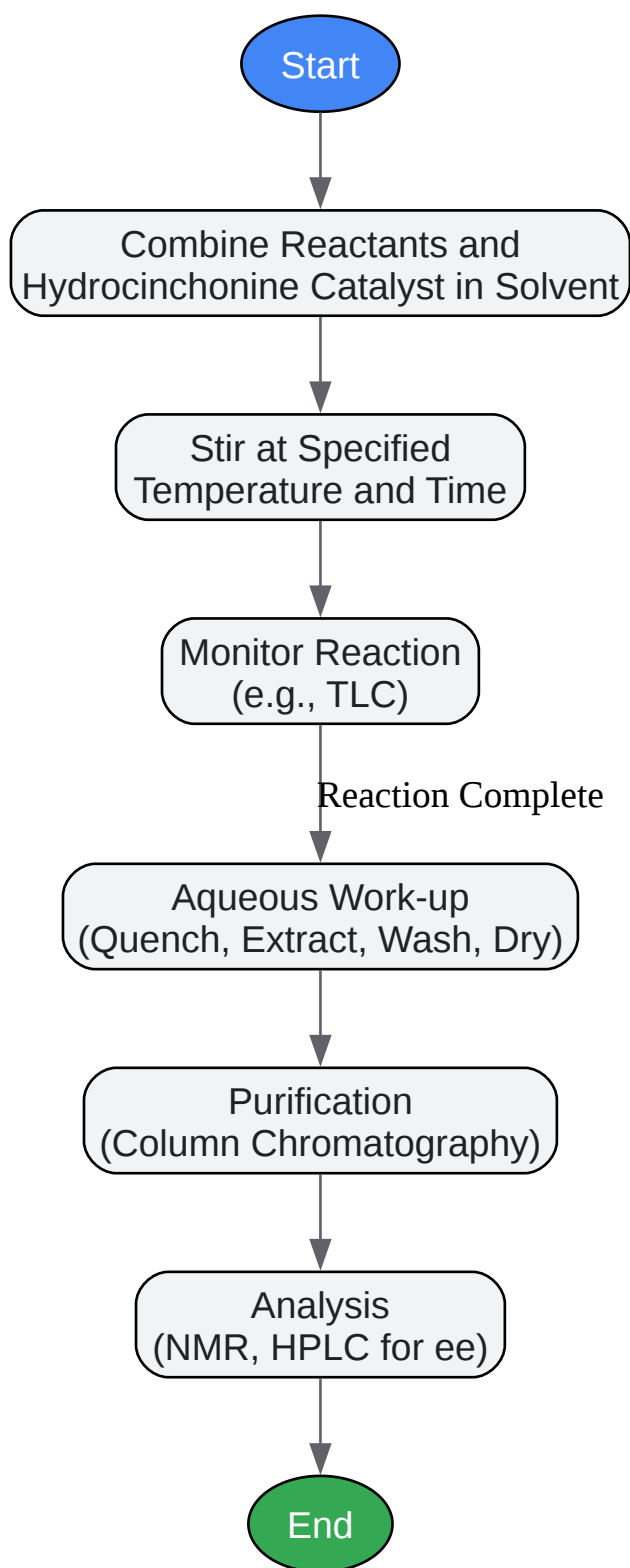 Start
Combine Reactants and
Hydrocinchonine Catalyst in Solvent
Stir at Specified
Temperature and Time
Monitor Reaction
(e.g., TLC)
Reaction Complete
Aqueous Work-up
(Quench, Extract, Wash, Dry)
Purification
(Column Chromatography)
Analysis
(NMR, HPLC for ee)
End